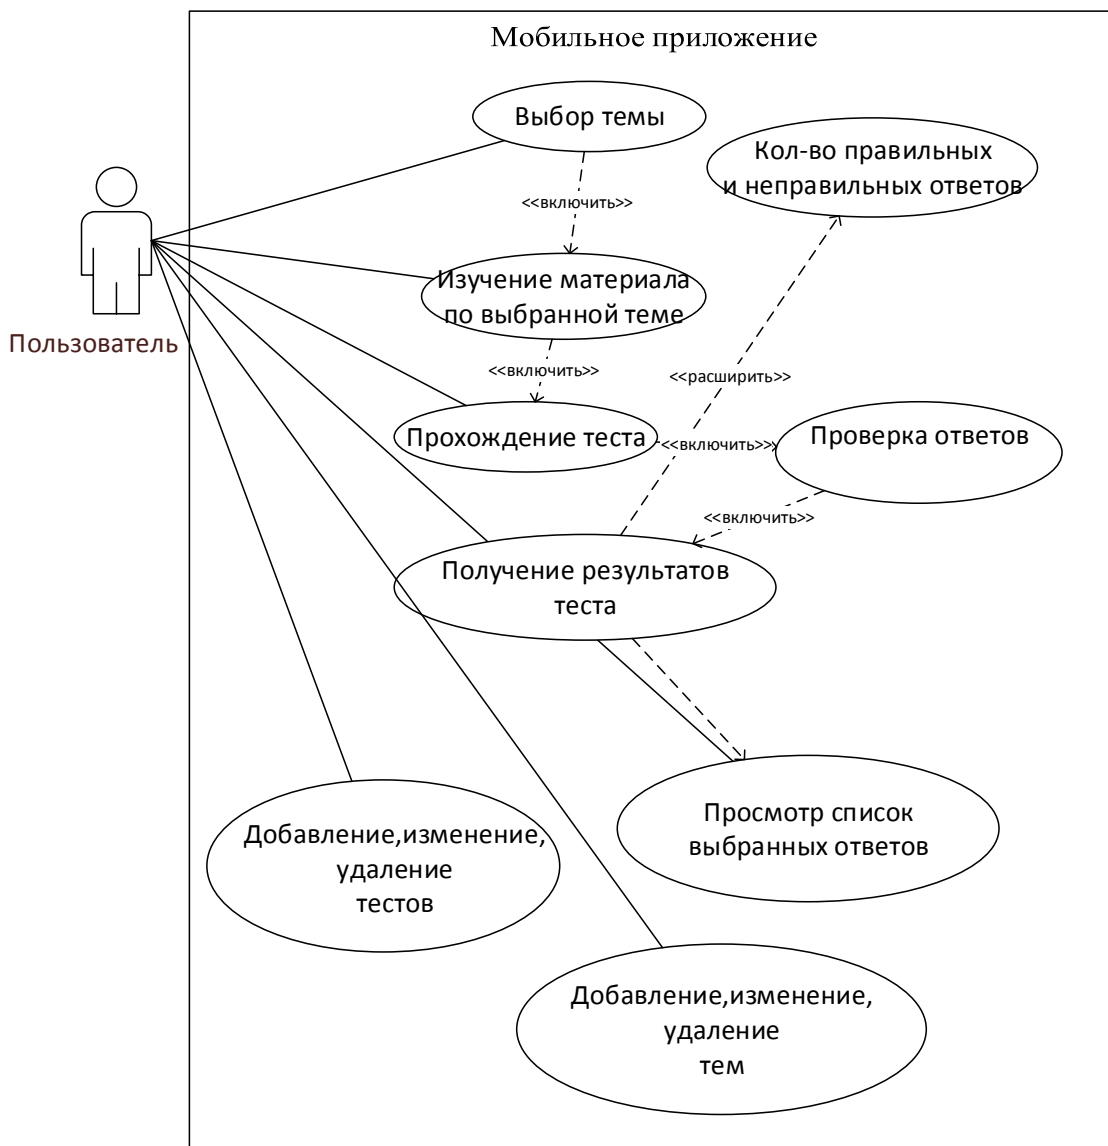 Мобильное приложение
Выбор темы
Кол-во правильных
и неправильных ответов
<<включить>>
Изучение материала
по выбранной теме
Пользователь
<<включить>>
<<расширить>>
Прохождение теста
<<включить>>
Проверка ответов
<<включить>>
Получение результатов
теста
Просмотр список
выбранных ответов
Добавление,изменение,
удаление
тестов
Добавление,изменение,
удаление
тем